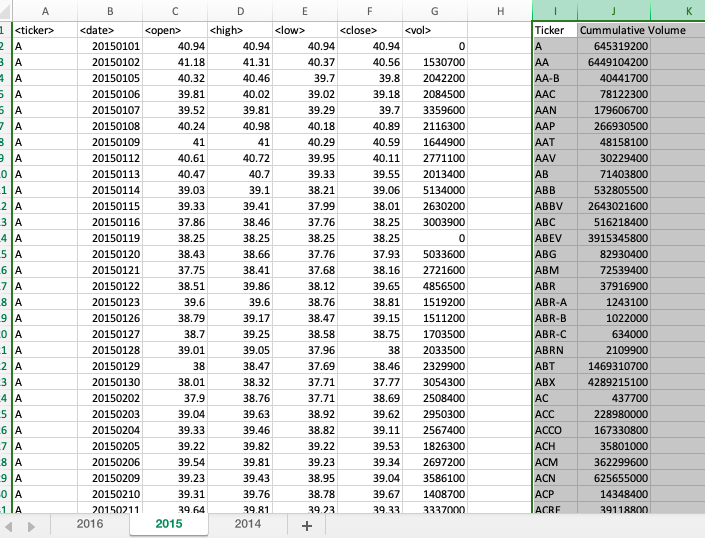 A B C D E F G H I J K
1 <ticker> <date> <open> <high> <low> <close> <vol> Ticker Cummulative Volume
2 A 20150101 40.94 40.94 40.94 40.94 0 A 645319200
3 A 20150102 41.18 41.31 40.37 40.56 1530700 AA 6449104200
4 A 20150105 40.32 40.46 39.7 39.8 2042200 AA-B 40441700
5 A 20150106 39.81 40.02 39.02 39.18 2084500 AAC 78122300
6 A 20150107 39.52 39.81 39.29 39.7 3359600 AAN 179606700
7 A 20150108 40.24 40.98 40.18 40.89 2116300 AAP 266930500
8 A 20150109 41 41 40.29 40.59 1644900 AAT 48158100
9 A 20150112 40.61 40.72 39.95 40.11 2771100 AAV 30229400
.0 A 20150113 40.47 40.7 39.33 39.55 2013400 AB 71403800
.1 A 20150114 39.03 39.1 38.21 39.06 5134000 ABB 532805500
.2 A 20150115 39.33 39.41 37.99 38.01 2630200 ABBV 2643021600
.3 A 20150116 37.86 38.46 37.76 38.25 3003900 ABC 516218400
.4 A 20150119 38.25 38.25 38.25 38.25 0 ABEV 3915345800
.5 A 20150120 38.43 38.66 37.76 37.93 5033600 ABG 82930400
.6 A 20150121 37.75 38.41 37.68 38.16 2721600 ABM 72539400
.7 A 20150122 38.51 39.86 38.12 39.65 4856500 ABR 37916900
.8 A 20150123 39.6 39.6 38.76 38.81 1519200 ABR-A 1243100
.9 A 20150126 38.79 39.17 38.47 39.15 1511200 ABR-B 1022000
20 A 20150127 38.7 39.25 38.58 38.75 1703500 ABR-C 634000
21 A 20150128 39.01 39.05 37.96 38 2033500 ABRN 2109900
22 A 20150129 38 38.47 37.69 38.46 2329900 ABT 1469310700
23 A 20150130 38.01 38.32 37.71 37.77 3054300 ABX 4289215100
24 A 20150202 37.9 38.76 37.71 38.69 2508400 AC 437700
25 A 20150203 39.04 39.63 38.92 39.62 2950300 ACC 228980000
26 A 20150204 39.33 39.46 38.82 39.11 2567400 ACCO 167330800
27 A 20150205 39.22 39.82 39.22 39.53 1826300 ACH 35801000
28 A 20150206 39.54 39.81 39.23 39.34 2697200 ACM 362299600
29 A 20150209 39.23 39.43 38.95 39.04 3586100 ACN 625655000
30 A 20150210 39.31 39.76 38.78 39.67 1408700 ACP 14348400
31 A 20150211 39.64 39.81 39.23 39.33 3337000 ACRE 39118800
2016 2015 2014 +